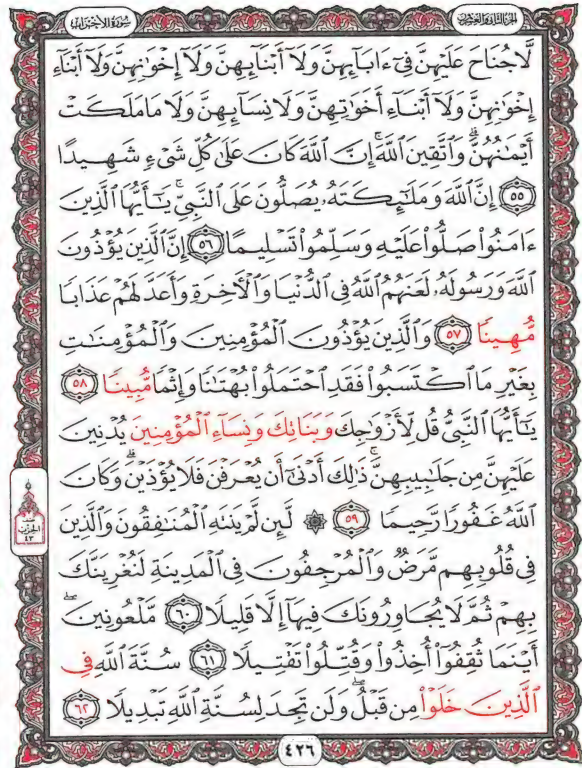 الجزء الثاني والعشرون
سورة الأحزاب
لَّا جُنَاحَ عَلَيْهِنَّ فِىٓ ءَابَآئِهِنَّ وَلَآ أَبْنَآئِهِنَّ وَلَآ إِخْوَٰنِهِنَّ وَلَآ أَبْنَآءِ
إِخْوَٰنِهِنَّ وَلَآ أَبْنَآءِ أَخَوَٰتِهِنَّ وَلَا نِسَآئِهِنَّ وَلَا مَا مَلَكَتْ
أَيْمَٰنُهُنَّ ۗ وَٱتَّقِينَ ٱللَّهَ ۚ إِنَّ ٱللَّهَ كَانَ عَلَىٰ كُلِّ شَىْءٍ شَهِيدًا
٥٥ إِنَّ ٱللَّهَ وَمَلَٰٓئِكَتَهُۥ يُصَلُّونَ عَلَى ٱلنَّبِىِّ ۚ يَٰٓأَيُّهَا ٱلَّذِينَ
ءَامَنُوا۟ صَلُّوا۟ عَلَيْهِ وَسَلِّمُوا۟ تَسْلِيمًا ٥٦ إِنَّ ٱلَّذِينَ يُؤْذُونَ
ٱللَّهَ وَرَسُولَهُۥ لَعَنَهُمُ ٱللَّهُ فِى ٱلدُّنْيَا وَٱلْءَاخِرَةِ وَأَعَدَّ لَهُمْ عَذَابًا
مُّهِينًا ٥٧ وَٱلَّذِينَ يُؤْذُونَ ٱلْمُؤْمِنِينَ وَٱلْمُؤْمِنَٰتِ
بِغَيْرِ مَا ٱكْتَسَبُوا۟ فَقَدِ ٱحْتَمَلُوا۟ بُهْتَٰنًا وَإِثْمًا مُّبِينًا ٥٨
يَٰٓأَيُّهَا ٱلنَّبِىُّ قُل لِّأَزْوَٰجِكَ وَبَنَاتِكَ وَنِسَآءِ ٱلْمُؤْمِنِينَ يُدْنِينَ
عَلَيْهِنَّ مِن جَلَٰبِيبِهِنَّ ۚ ذَٰلِكَ أَدْنَىٰٓ أَن يُعْرَفْنَ فَلَا يُؤْذَيْنَ ۗ وَكَانَ
ٱللَّهُ غَفُورًا رَّحِيمًا ٥٩ ۞ لَّئِن لَّمْ يَنتَهِ ٱلْمُنَٰفِقُونَ وَٱلَّذِينَ
فِى قُلُوبِهِم مَّرَضٌ وَٱلْمُرْجِفُونَ فِى ٱلْمَدِينَةِ لَنُغْرِيَنَّكَ
بِهِمْ ثُمَّ لَا يُجَاوِرُونَكَ فِيهَآ إِلَّا قَلِيلًا ٦٠ مَّلْعُونِينَ ۖ
أَيْنَمَا ثُقِفُوٓا۟ أُخِذُوا۟ وَقُتِّلُوا۟ تَقْتِيلًا ٦١ سُنَّةَ ٱللَّهِ فِى
ٱلَّذِينَ خَلَوْا۟ مِن قَبْلُ ۖ وَلَن تَجِدَ لِسُنَّةِ ٱللَّهِ تَبْدِيلًا ٦٢
نصف
الحزب
٤٣
٤٢٦